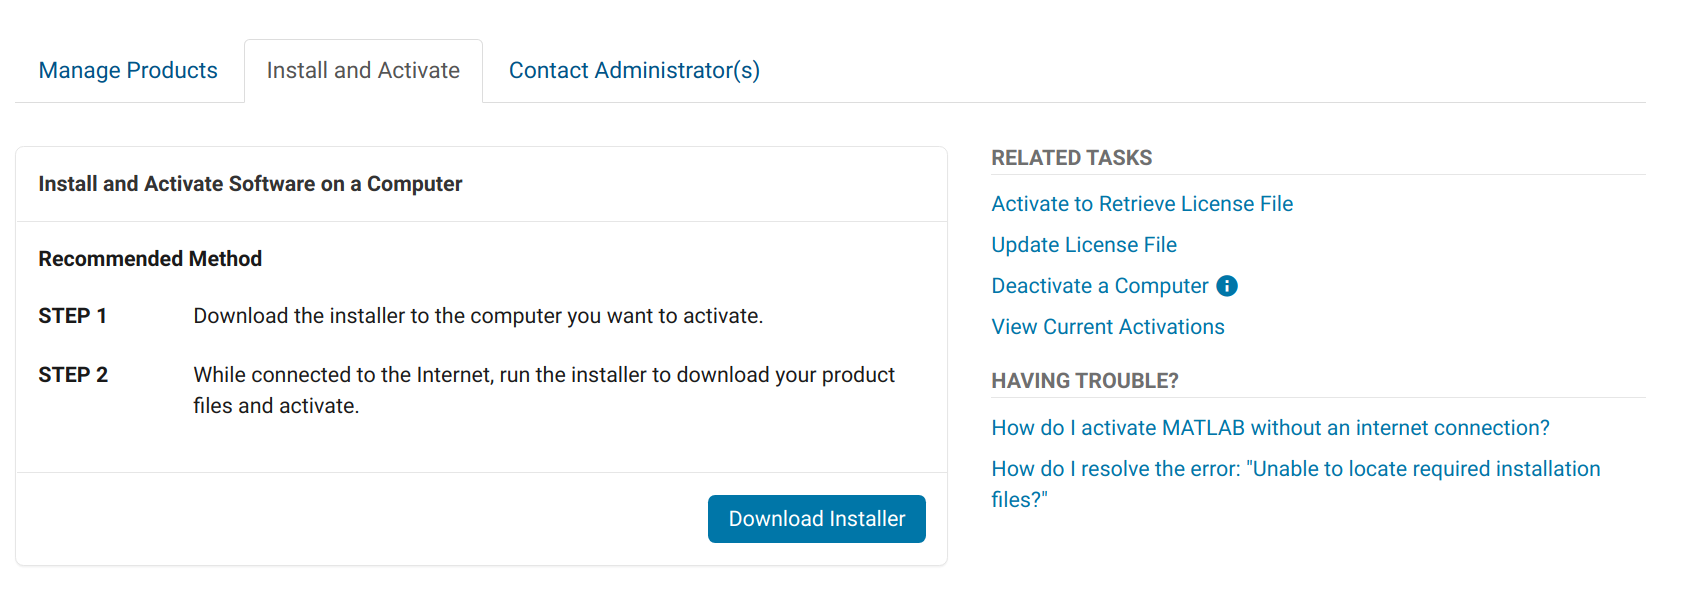 Manage Products
Install and Activate
Contact Administrator(s)
Install and Activate Software on a Computer
Recommended Method
STEP 1
Download the installer to the computer you want to activate.
STEP 2
While connected to the Internet, run the installer to download your product
files and activate.
Download Installer
RELATED TASKS
Activate to Retrieve License File
Update License File
Deactivate a Computer
View Current Activations
HAVING TROUBLE?
How do I activate MATLAB without an internet connection?
How do I resolve the error: "Unable to locate required installation
files?"